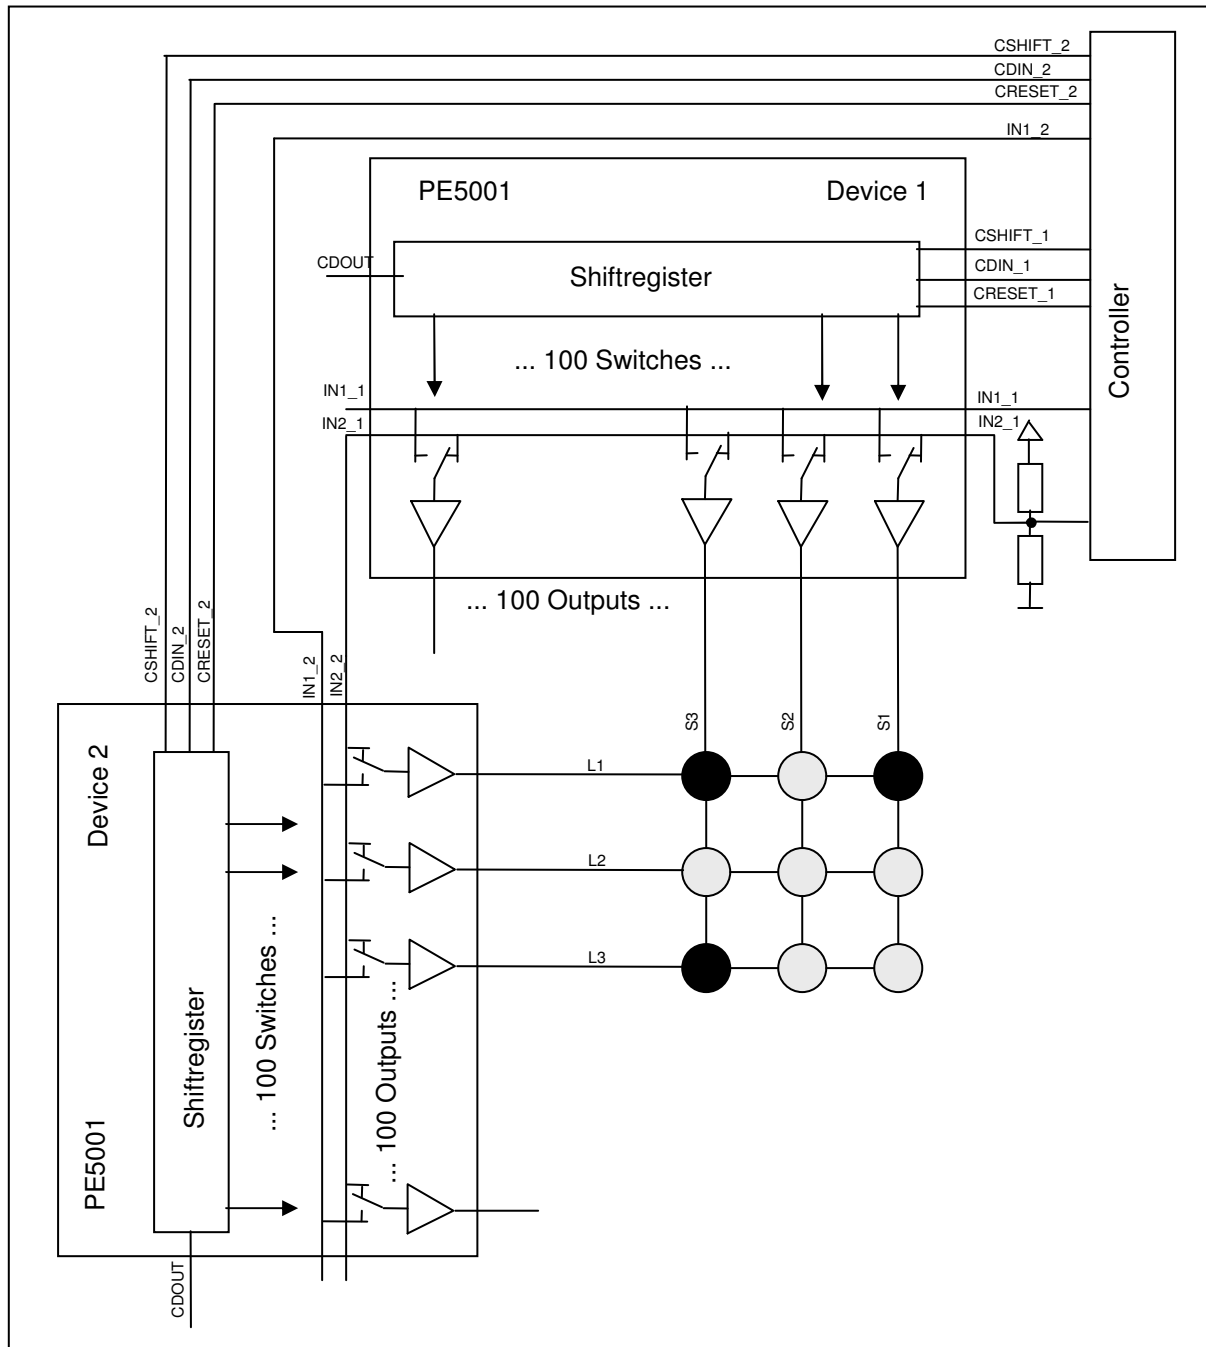 CSHIFT_2
CDIN_2
CRESET_2
IN1_2
PE5001
Device 1
CSHIFT_1
CDOUT
Shiftregister
CDIN_1
CRESET_1
Controller
... 100 Switches ...
IN1_1
IN1_1
IN2_1
IN2_1
... 100 Outputs ...
CSHIFT_2
CDIN_2
CRESET_2
IN1_2
IN2_2
S3
S2
S1
Device 2
L1
L2
L3
Shiftregister
... 100 Switches ...
... 100 Outputs ...
PE5001
CDOUT